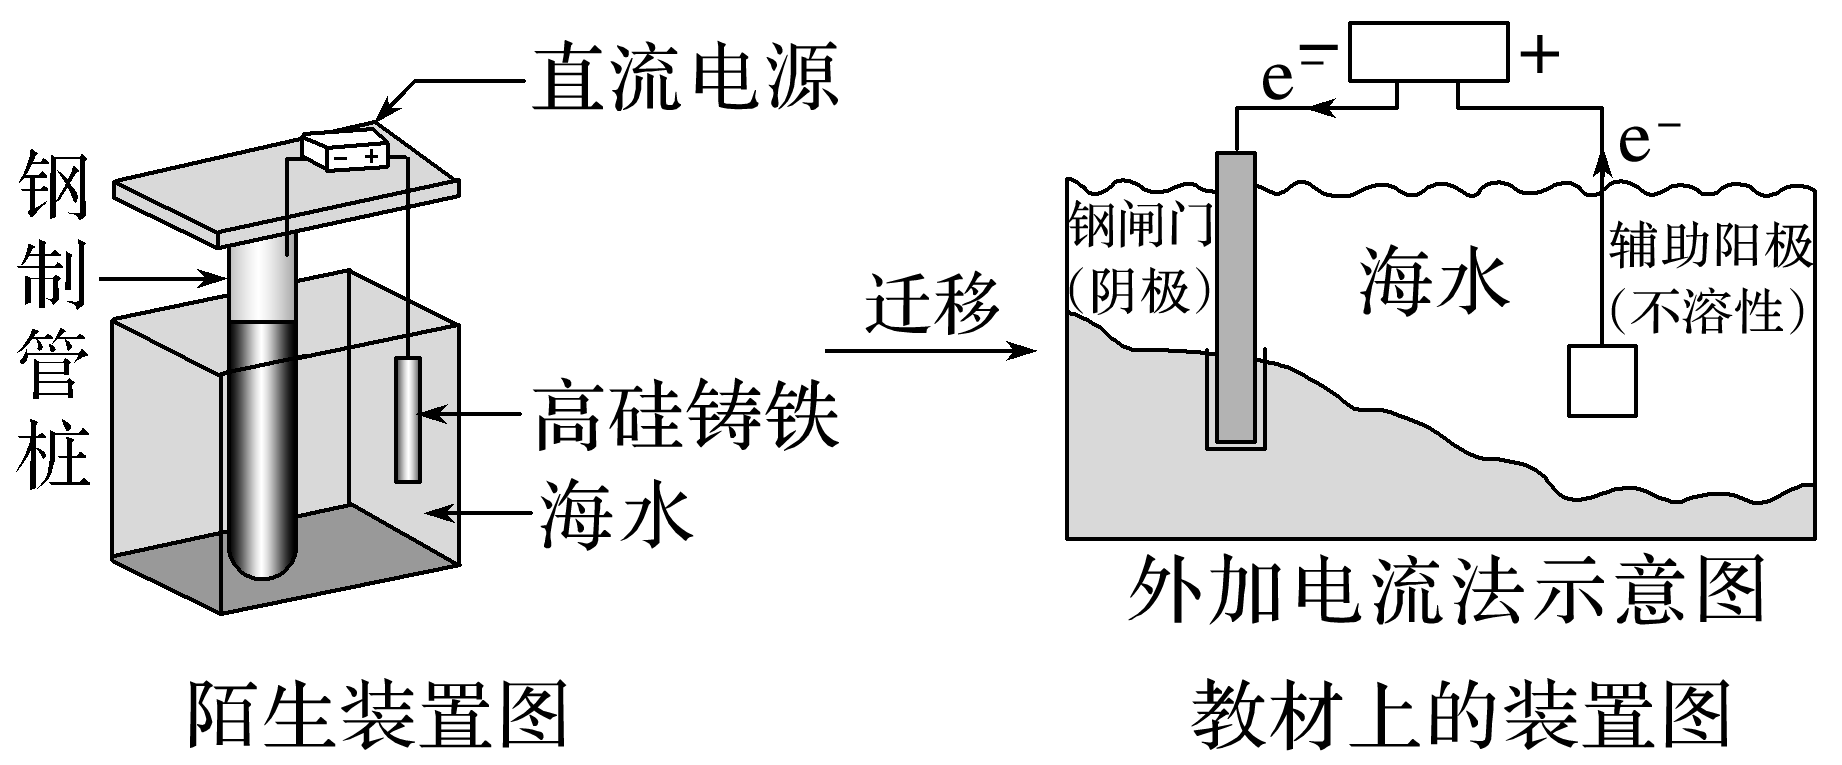 直流电源
- +
钢制管桩
高硅铸铁
海水
陌生装置图
迁移
− +
e⁻
e⁻
钢闸门
(阴极)
海水
辅助阳极
(不溶性)
外加电流法示意图
教材上的装置图